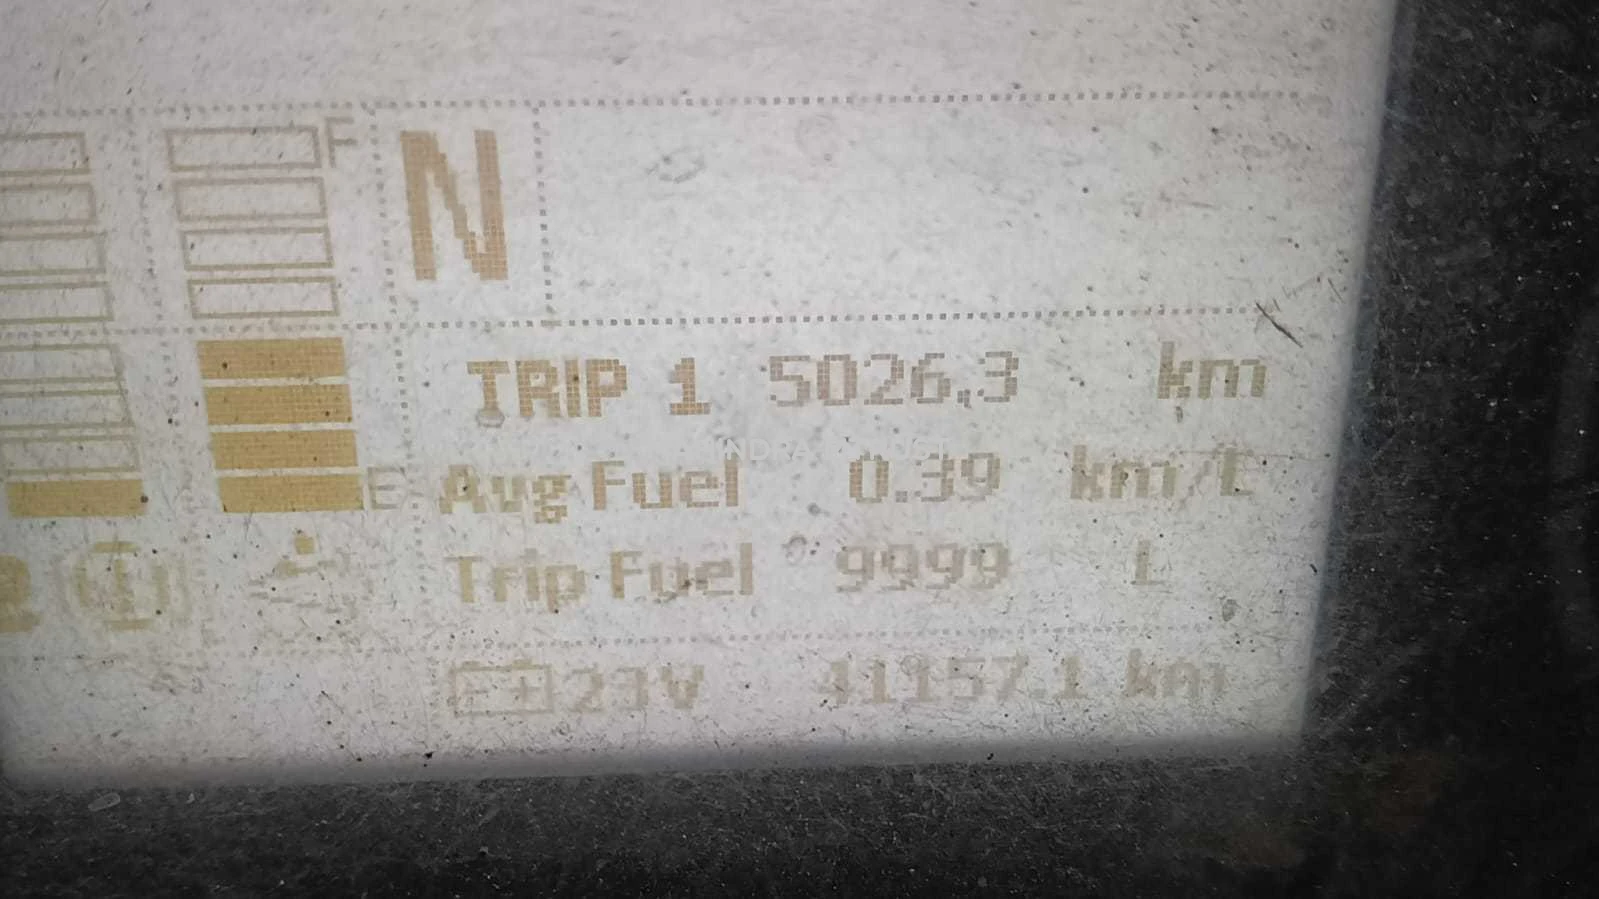 F
N
TRIP 1 5026,3 km
E
Avg Fuel 0.39 km/L
Trip Fuel 9999 L
23V 41157.1 km